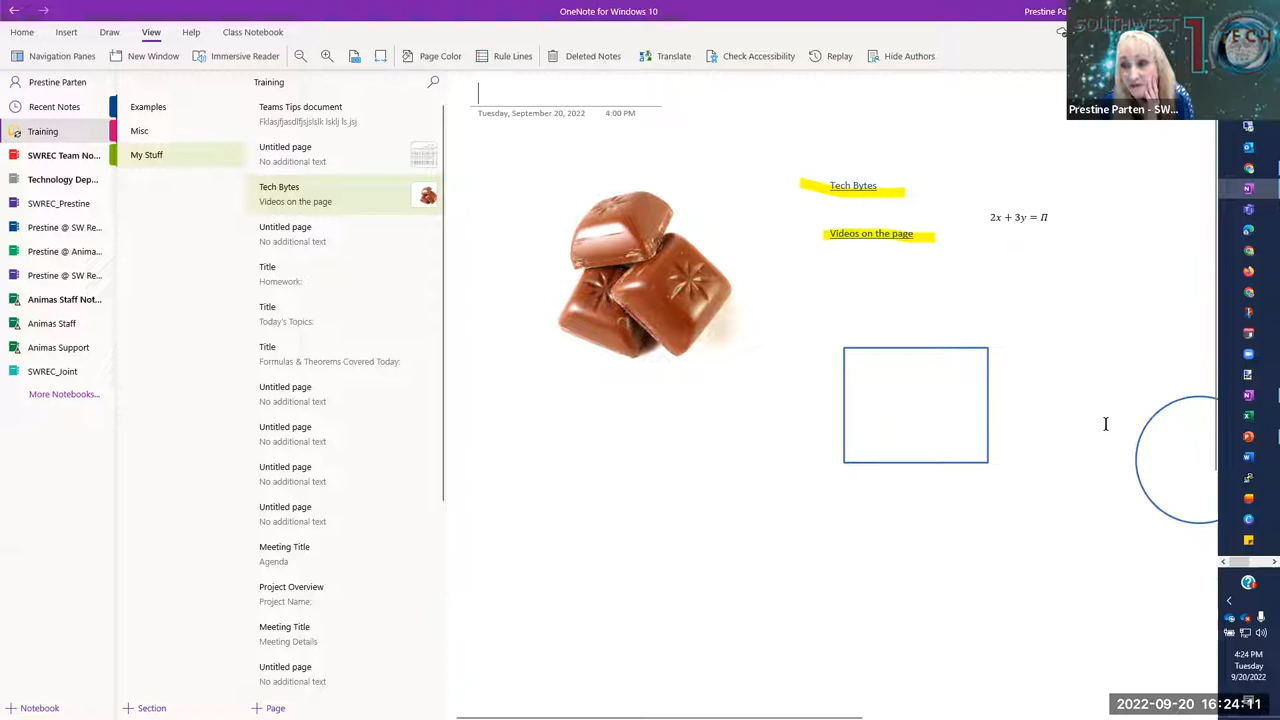 OneNote for Windows 10
Prestine Pa
Home
Insert
Draw
View
Help
Class Notebook
Navigation Panes
New Window
Immersive Reader
Page Color
Rule Lines
Deleted Notes
Translate
Check Accessibility
Replay
Hide Authors
SOUTHWEST
1
TECH
Prestine Parten - SW...
Prestine Parten
Recent Notes
Training
SWREC Team No...
Technology Dep...
SWREC_Prestine
Prestine @ SW Re...
Prestine @ Anima...
Prestine @ SW Re...
Animas Staff Not...
Animas Staff
Animas Support
SWREC_Joint
More Notebooks...
Notebook
Examples
Misc
My Stuff
Section
Training
Teams Tips document
Fklasjfjasdlfjsjslslk lsklj ls jsj
Untitled page
No additional text
Tech Bytes
Videos on the page
Untitled page
No additional text
Title
Homework:
Title
Today's Topics:
Title
Formulas & Theorems Covered Today:
Untitled page
No additional text
Untitled page
No additional text
Untitled page
No additional text
Untitled page
No additional text
Meeting Title
Agenda
Project Overview
Project Name:
Meeting Title
Meeting Details
Untitled page
No additional text
Page
Tuesday, September 20, 2022 4:00 PM
Tech Bytes
2x + 3y = Π
Videos on the page
4:24 PM
Tuesday
9/20/2022
2022-09-20 16:24:11